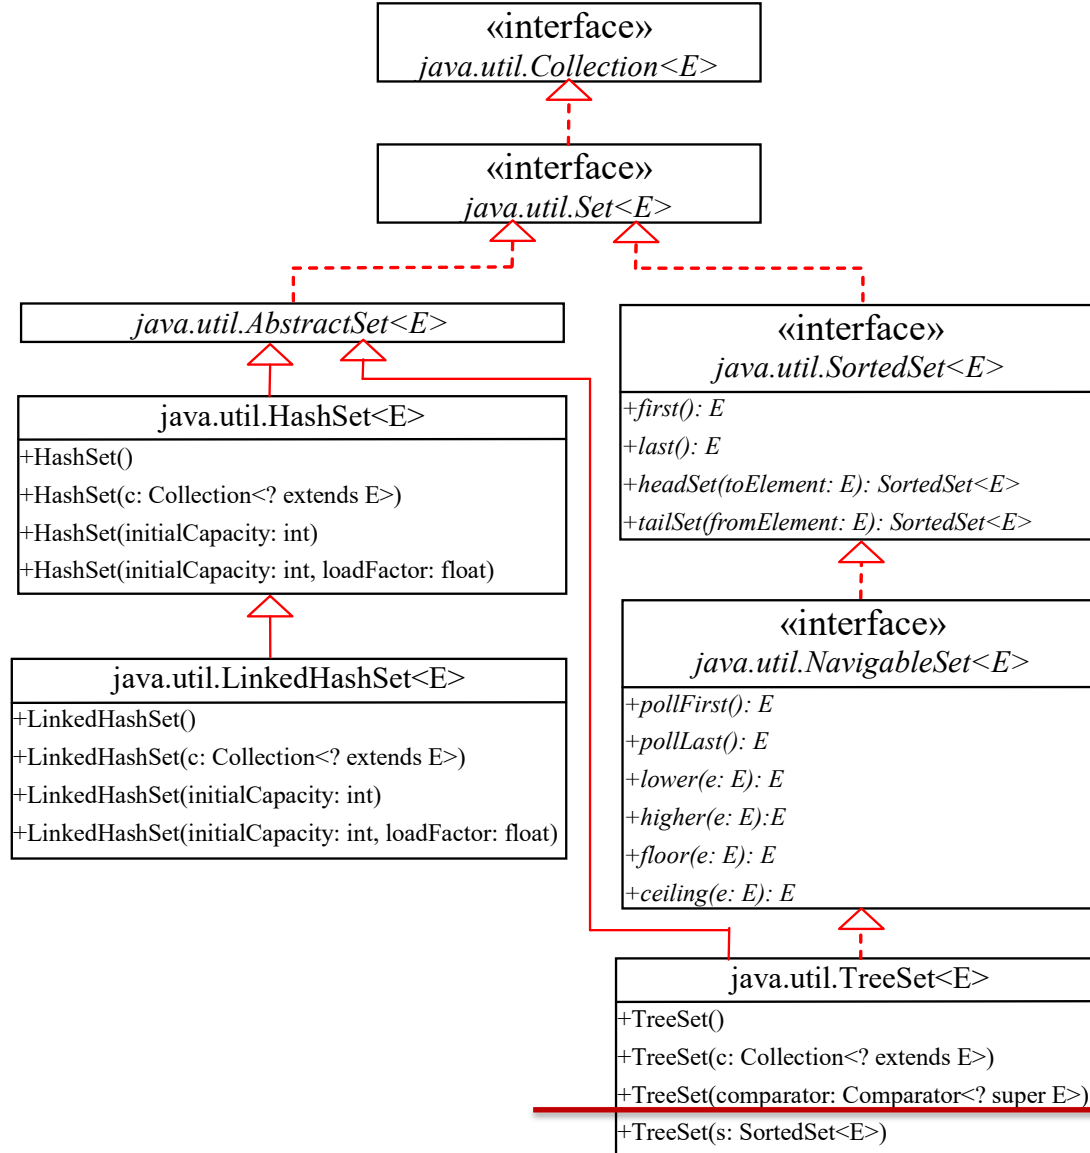 «interface»
java.util.Collection<E>
«interface»
java.util.Set<E>
java.util.AbstractSet<E>
java.util.HashSet<E>
+HashSet()
+HashSet(c: Collection<? extends E>)
+HashSet(initialCapacity: int)
+HashSet(initialCapacity: int, loadFactor: float)
java.util.LinkedHashSet<E>
+LinkedHashSet()
+LinkedHashSet(c: Collection<? extends E>)
+LinkedHashSet(initialCapacity: int)
+LinkedHashSet(initialCapacity: int, loadFactor: float)
«interface»
java.util.SortedSet<E>
+first(): E
+last(): E
+headSet(toElement: E): SortedSet<E>
+tailSet(fromElement: E): SortedSet<E>
«interface»
java.util.NavigableSet<E>
+pollFirst(): E
+pollLast(): E
+lower(e: E): E
+higher(e: E):E
+floor(e: E): E
+ceiling(e: E): E
java.util.TreeSet<E>
+TreeSet()
+TreeSet(c: Collection<? extends E>)
+TreeSet(comparator: Comparator<? super E>)
+TreeSet(s: SortedSet<E>)